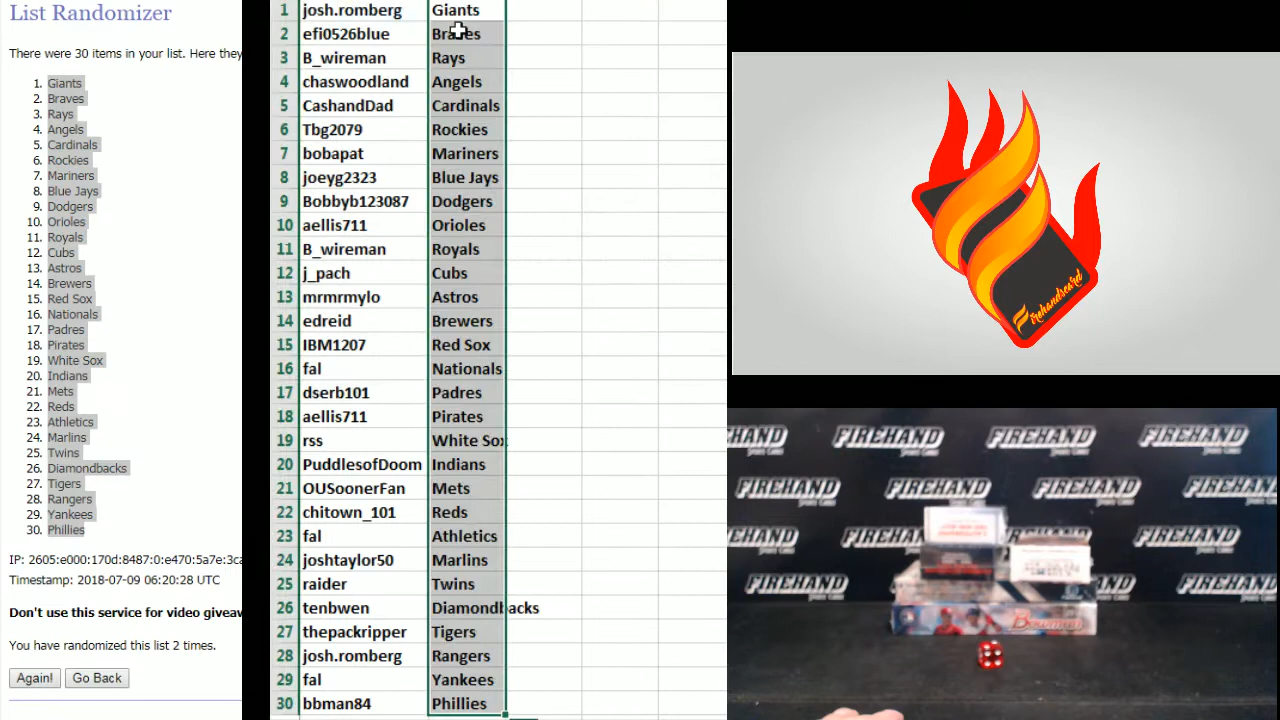 List Randomizer
There were 30 items in your list. Here they
1. Giants
2. Braves
3. Rays
4. Angels
5. Cardinals
6. Rockies
7. Mariners
8. Blue Jays
9. Dodgers
10. Orioles
11. Royals
12. Cubs
13. Astros
14. Brewers
15. Red Sox
16. Nationals
17. Padres
18. Pirates
19. White Sox
20. Indians
21. Mets
22. Reds
23. Athletics
24. Marlins
25. Twins
26. Diamondbacks
27. Tigers
28. Rangers
29. Yankees
30. Phillies
IP: 2605:e000:170d:8487:0:e470:5a7e:3c
Timestamp: 2018-07-09 06:20:28 UTC
Don't use this service for video giveaw
You have randomized this list 2 times.
Again! Go Back
1 josh.romberg Giants
2 efi0526blue Braves
3 B_wireman Rays
4 chaswoodland Angels
5 CashandDad Cardinals
6 Tbg2079 Rockies
7 bobapat Mariners
8 joeyg2323 Blue Jays
9 Bobbyb123087 Dodgers
10 aellis711 Orioles
11 B_wireman Royals
12 j_pach Cubs
13 mrmrmylo Astros
14 edreid Brewers
15 IBM1207 Red Sox
16 fal Nationals
17 dserb101 Padres
18 aellis711 Pirates
19 rss White Sox
20 PuddlesofDoom Indians
21 OUSoonerFan Mets
22 chitown_101 Reds
23 fal Athletics
24 joshtaylor50 Marlins
25 raider Twins
26 tenbwen Diamondbacks
27 thepackripper Tigers
28 josh.romberg Rangers
29 fal Yankees
30 bbman84 Phillies
Firehandscard
FIREHAND FIREHAND FIREHAND
FIREHAND FIREHAND FIREHAND FIREHAND
FIREHAND FIREHAND
FIREHAND FIREHAND
Bowman